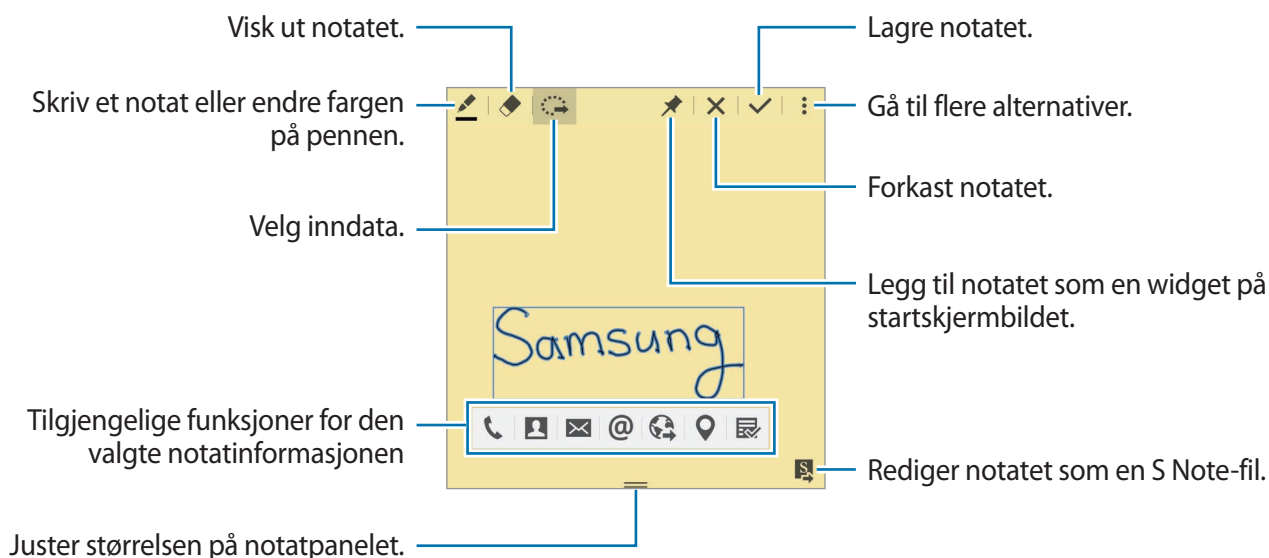 Visk ut notatet.
Lagre notatet.
Skriv et notat eller endre fargen
på pennen.
Gå til flere alternativer.
Forkast notatet.
Velg inndata.
Legg til notatet som en widget på
startskjermbildet.
Samsung
Tilgjengelige funksjoner for den
valgte notatinformasjonen
Rediger notatet som en S Note-fil.
Juster størrelsen på notatpanelet.